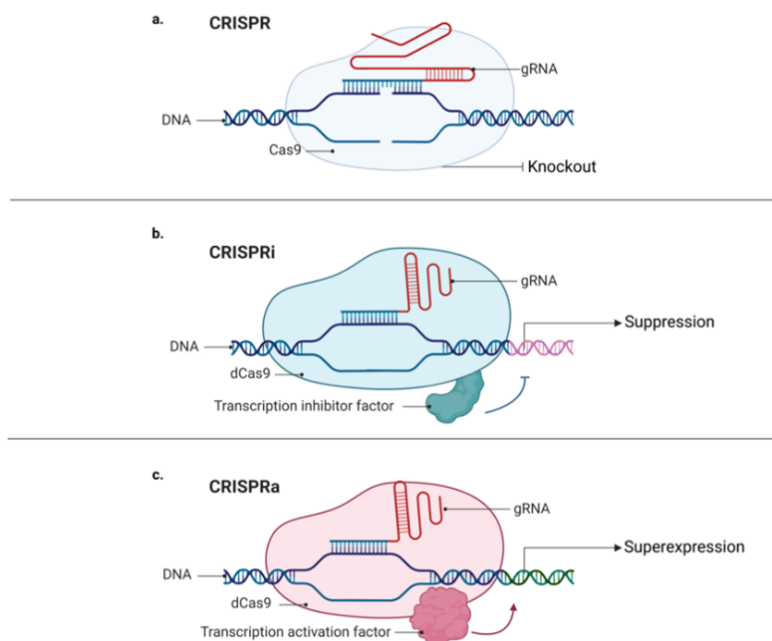 a.
CRISPR
gRNA
DNA
Cas9
Knockout
b.
CRISPRi
gRNA
Suppression
DNA
dCas9
Transcription inhibitor factor
c.
CRISPRa
gRNA
Superexpression
DNA
dCas9
Transcription activation factor